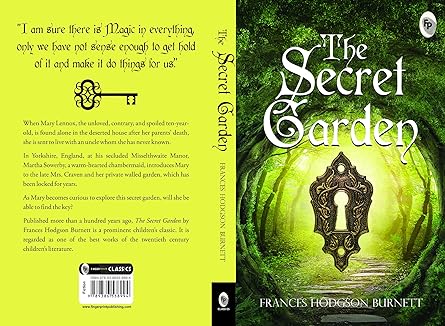 "I am sure there is Magic in everything,
only we have not sense enough to get hold
of it and make it do things for us."
When Mary Lennox, the unloved, contrary, and spoiled ten-year-
old, is found alone in the deserted house after her parents' death,
she is sent to live with an uncle whom she has never known.
In Yorkshire, England, at his secluded Misselthwaite Manor,
Martha Sowerby, a warm-hearted chambermaid, introduces Mary
to the late Mrs. Craven and her private walled garden, which has
been locked for years.
As Mary becomes curious to explore this secret garden, will she be
able to find the key?
Published more than a hundred years ago, The Secret Garden by
Frances Hodgson Burnett is a prominent children's classic. It is
regarded as one of the best works of the twentieth century
children's literature.
CLASSICS
www.fingerprintpublishing.com
The Secret Garden
FRANCES HODGSON BURNETT
FP
CLASSICS
FP
The
Secret
Garden
FRANCES HODGSON BURNETT